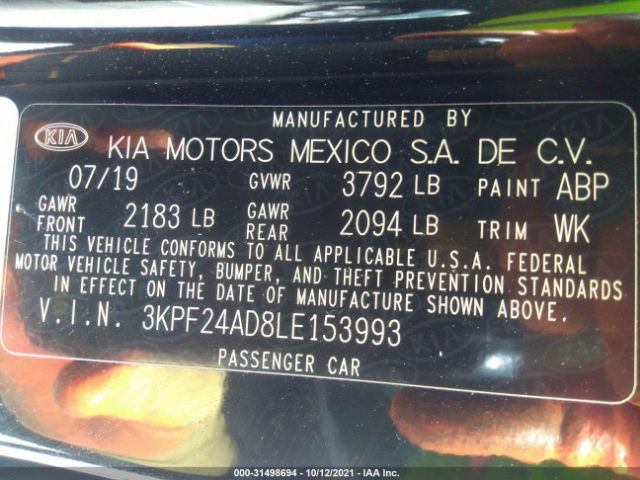 MANUFACTURED BY
KIA KIA MOTORS MEXICO S.A. DE C.V.
07/19 GVWR 3792 LB PAINT ABP
GAWR FRONT 2183 LB GAWR REAR 2094 LB TRIM WK
THIS VEHICLE CONFORMS TO ALL APPLICABLE U.S.A. FEDERAL
MOTOR VEHICLE SAFETY, BUMPER, AND THEFT PREVENTION STANDARDS
IN EFFECT ON THE DATE OF MANUFACTURE SHOWN ABOVE.
V.I.N. 3KPF24AD8LE153993
PASSENGER CAR
000-31498694 - 10/12/2021 - IAA Inc.